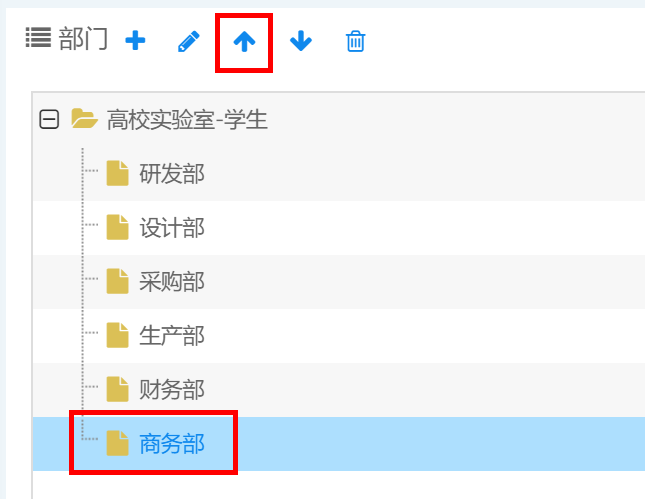 部门
高校实验室-学生
研发部
设计部
采购部
生产部
财务部
商务部